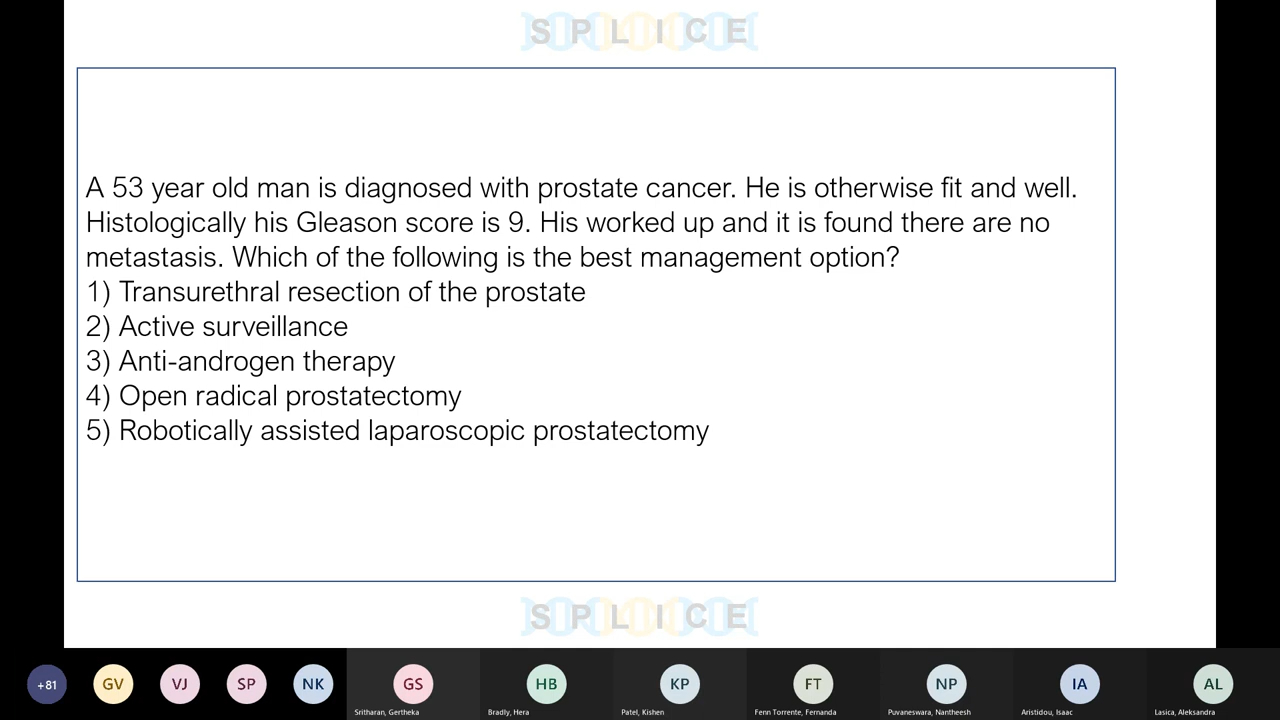 S P L I C E
A 53 year old man is diagnosed with prostate cancer. He is otherwise fit and well.
Histologically his Gleason score is 9. His worked up and it is found there are no
metastasis. Which of the following is the best management option?
1) Transurethral resection of the prostate
2) Active surveillance
3) Anti-androgen therapy
4) Open radical prostatectomy
5) Robotically assisted laparoscopic prostatectomy
S P L I C E
+81 GV VJ SP NK GS HB KP FT NP IA AL
Sritharan, Gertheka Bradly, Hera Patel, Kishen Fenn Torrente, Fernanda Puvaneswara, Nantheesh Aristidou, Isaac Lasica, Aleksandra